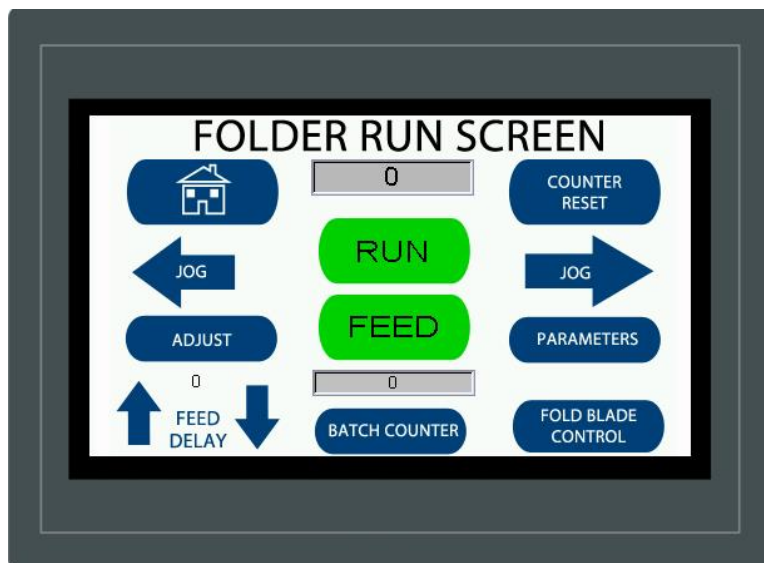 FOLDER RUN SCREEN
0
COUNTER
RESET
RUN
JOG
JOG
FEED
ADJUST
PARAMETERS
0
0
FEED
DELAY
BATCH COUNTER
FOLD BLADE
CONTROL